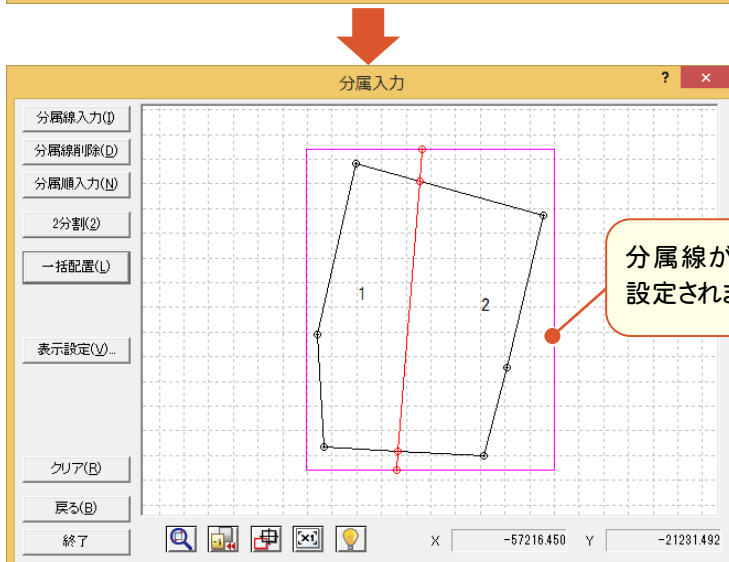 分属入力
?
×
分属線入力(I)
分属線削除(D)
分属順入力(N)
2分割(2)
一括配置(L)
表示設定(V)...
クリア(R)
戻る(B)
終了
1
2
分属線が
設定されま
X -57216.450 Y -21231.492